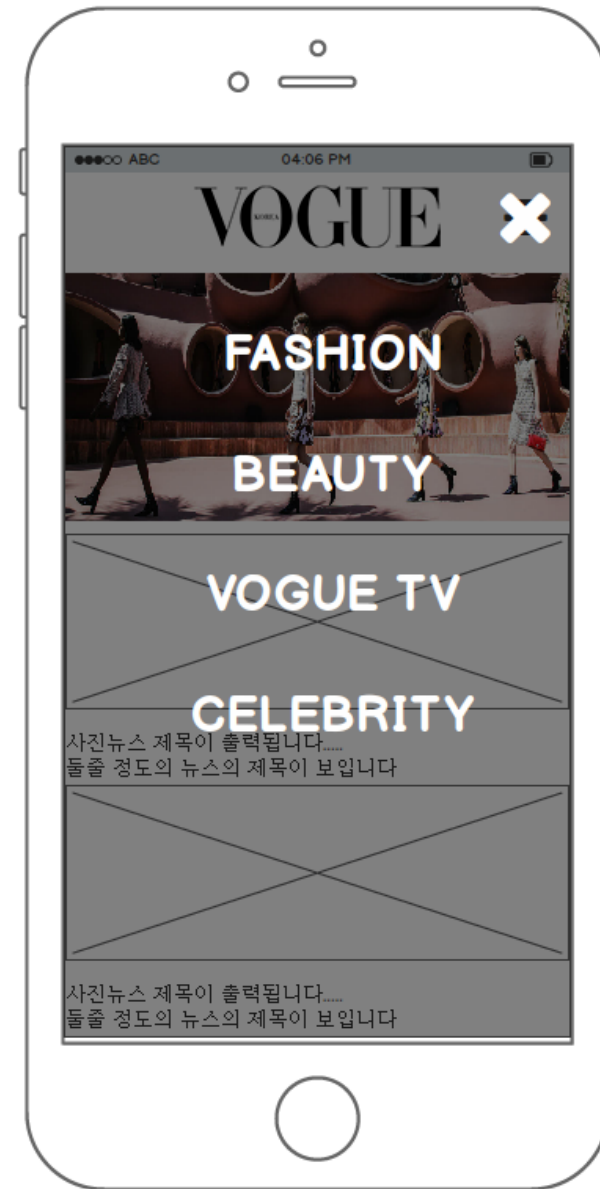 ABC 04:06 PM
VOGUE
KOREA
FASHION
BEAUTY
VOGUE TV
CELEBRITY
사진뉴스 제목이 출력됩니다.....
둘줄 정도의 뉴스의 제목이 보입니다
사진뉴스 제목이 출력됩니다.....
둘줄 정도의 뉴스의 제목이 보입니다